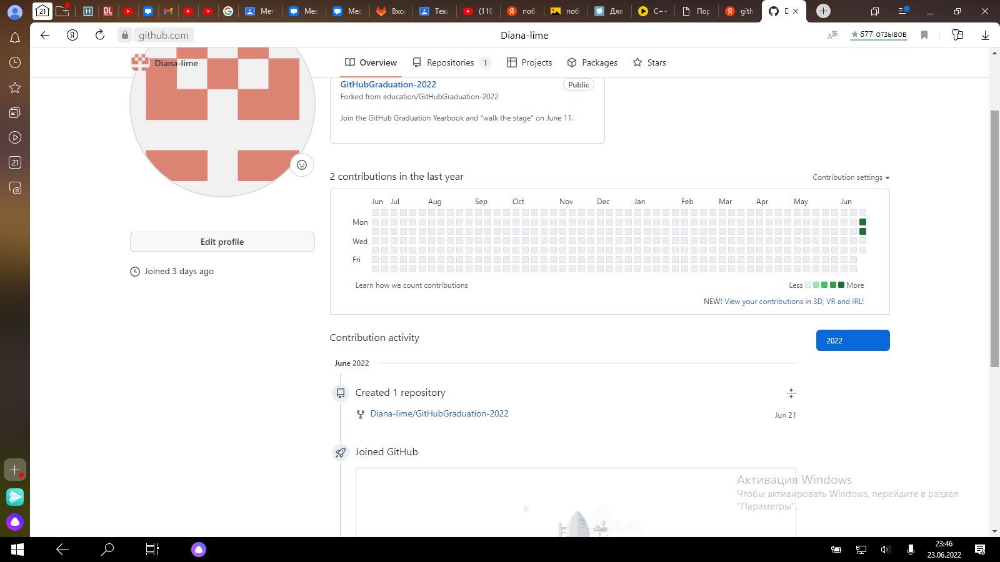 21
H
DL
Мет
Мес
Мес
Вхо
Текс
(118
поб
поб
Для
C++
Пор
gith
D
github.com
Diana-lime
677 отзывов
Diana-lime
Overview
Repositories 1
Projects
Packages
Stars
GitHubGraduation-2022
Public
Forked from education/GitHubGraduation-2022
Join the GitHub Graduation Yearbook and "walk the stage" on June 11.
21
2 contributions in the last year
Contribution settings
Jun Jul Aug Sep Oct Nov Dec Jan Feb Mar Apr May Jun
Mon
Wed
Fri
Learn how we count contributions
Less More
NEW! View your contributions in 3D, VR and IRL!
Edit profile
Joined 3 days ago
Contribution activity
2022
June 2022
Created 1 repository
Diana-lime/GitHubGraduation-2022
Jun 21
Joined GitHub
Активация Windows
Чтобы активировать Windows, перейдите в раздел
"Параметры".
23:46
23.06.2022